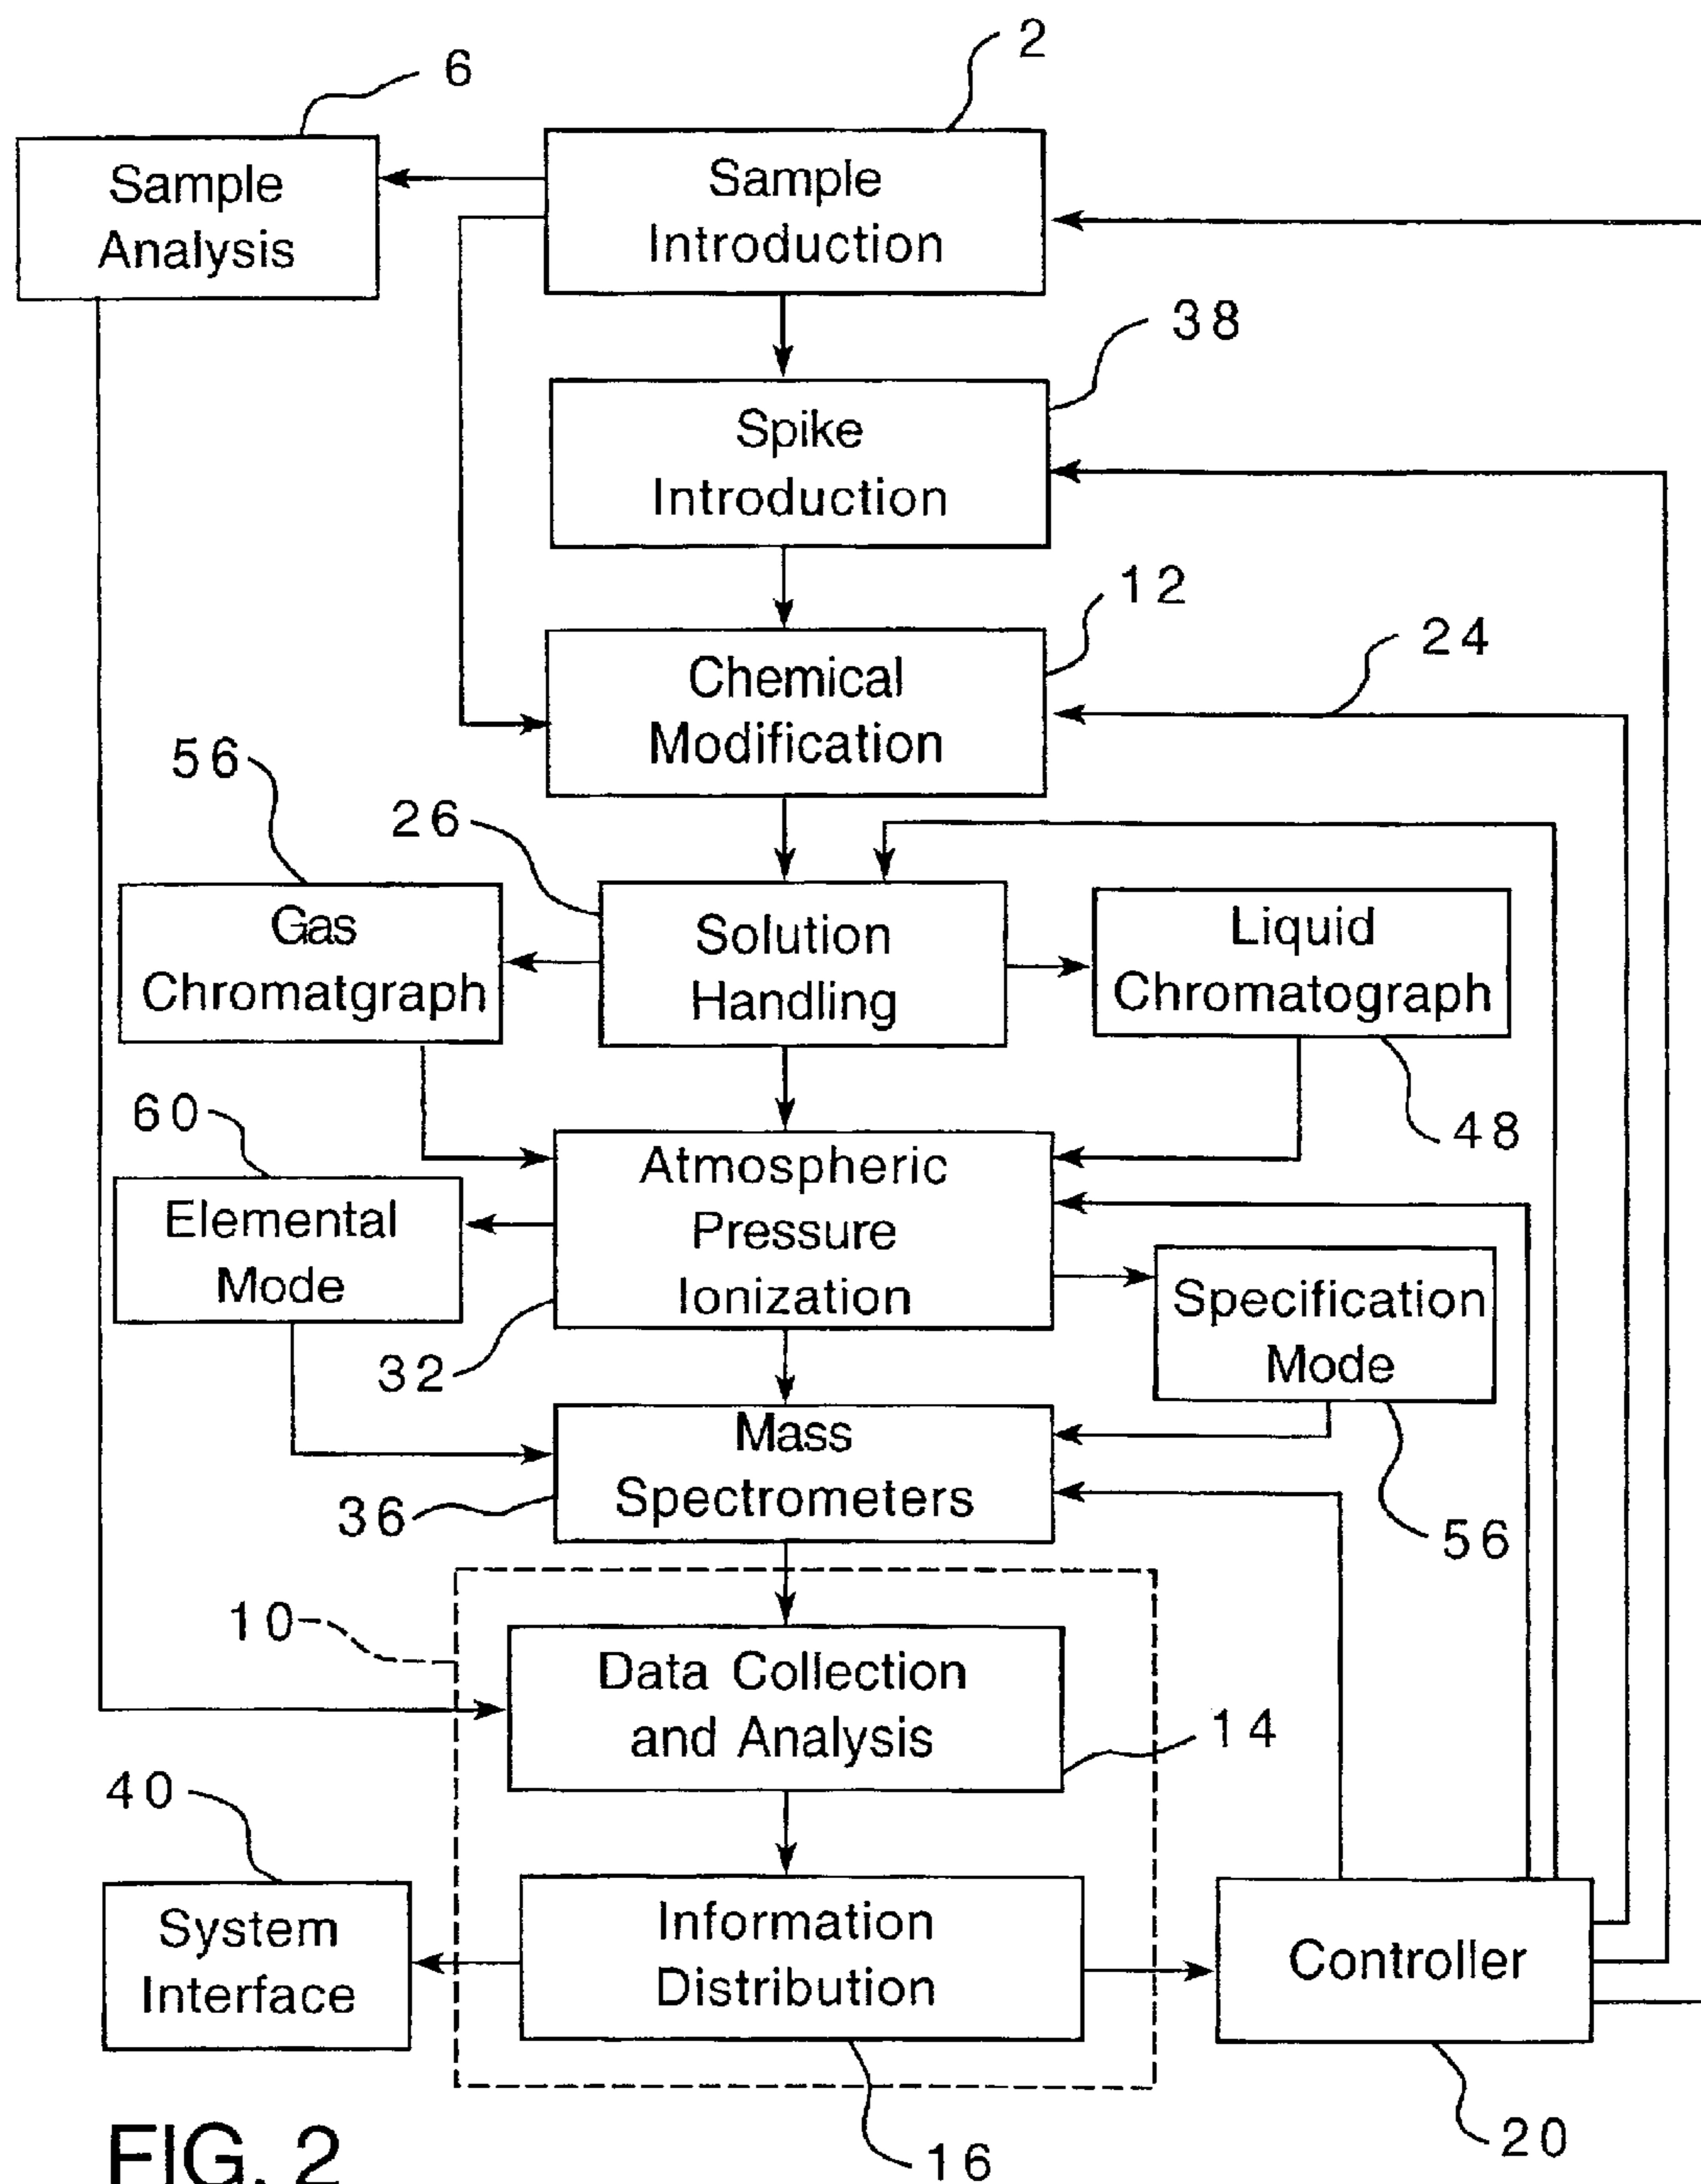 2
6
Sample
Analysis
Sample
Introduction
38
Spike
Introduction
12
24
Chemical
Modification
56
26
Gas
Chromatgraph
Solution
Handling
Liquid
Chromatograph
48
60
Atmospheric
Pressure
Ionization
Elemental
Mode
Specification
Mode
32
Mass
Spectrometers
36
56
10
Data Collection
and Analysis
14
40
System
Interface
Information
Distribution
Controller
20
16
FIG. 2